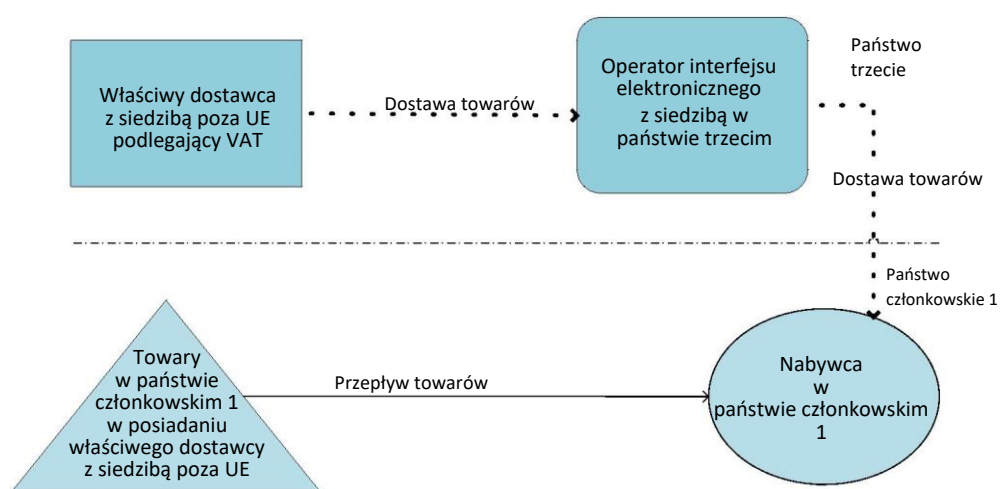 Właściwy dostawca
z siedzibą poza UE
podlegający VAT
Dostawa towarów
Operator interfejsu
elektronicznego
z siedzibą w
państwie trzecim
Państwo
trzecie
Dostawa towarów
Państwo
członkowskie 1
Towary
w państwie
członkowskim 1
w posiadaniu
właściwego dostawcy
z siedzibą poza UE
Przepływ towarów
Nabywca
w
państwie członkowskim
1